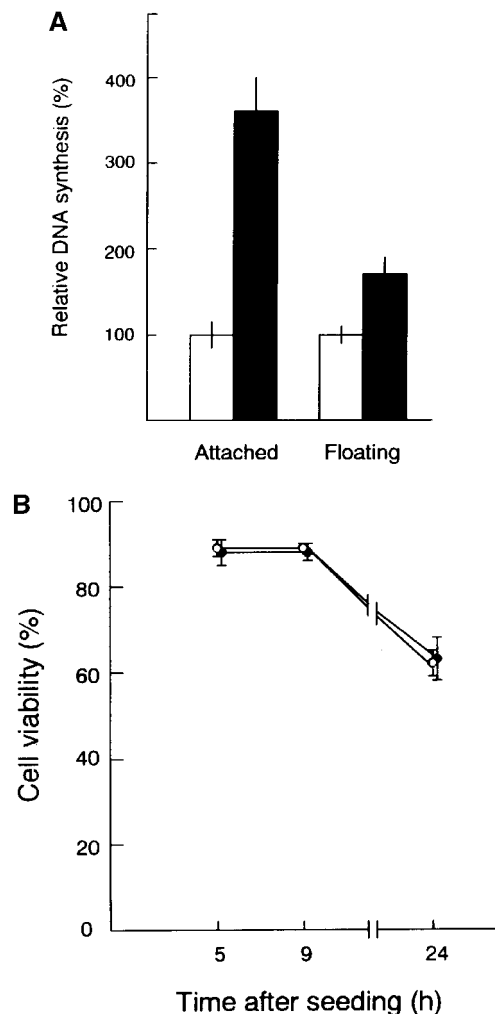 A
Relative DNA synthesis (%)
400
300
200
100
Attached Floating
B
Cell viability (%)
100
80
60
40
20
0
5 9 24
Time after seeding (h)